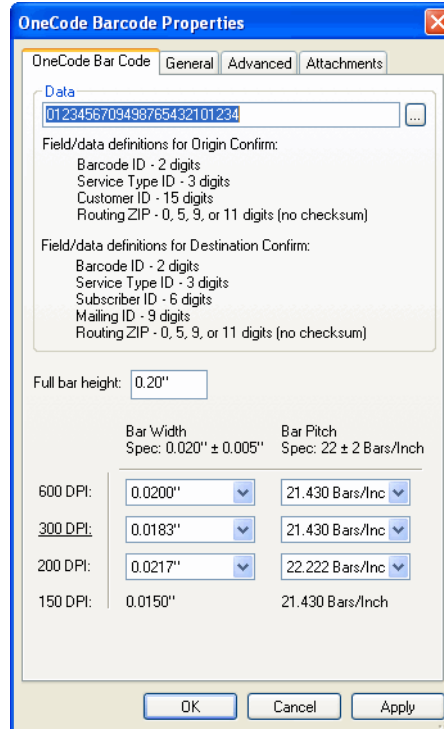 OneCode Barcode Properties
OneCode Bar Code General Advanced Attachments
Data
0123456709498765432101234
...
Field/data definitions for Origin Confirm:
Barcode ID - 2 digits
Service Type ID - 3 digits
Customer ID - 15 digits
Routing ZIP - 0, 5, 9, or 11 digits (no checksum)
Field/data definitions for Destination Confirm:
Barcode ID - 2 digits
Service Type ID - 3 digits
Subscriber ID - 6 digits
Mailing ID - 9 digits
Routing ZIP - 0, 5, 9, or 11 digits (no checksum)
Full bar height: 0.20"
Bar Width Bar Pitch
Spec: 0.020" ± 0.005" Spec: 22 ± 2 Bars/Inch
600 DPI: 0.0200" 21.430 Bars/Inc
300 DPI: 0.0183" 21.430 Bars/Inc
200 DPI: 0.0217" 22.222 Bars/Inc
150 DPI: 0.0150" 21.430 Bars/Inch
OK Cancel Apply